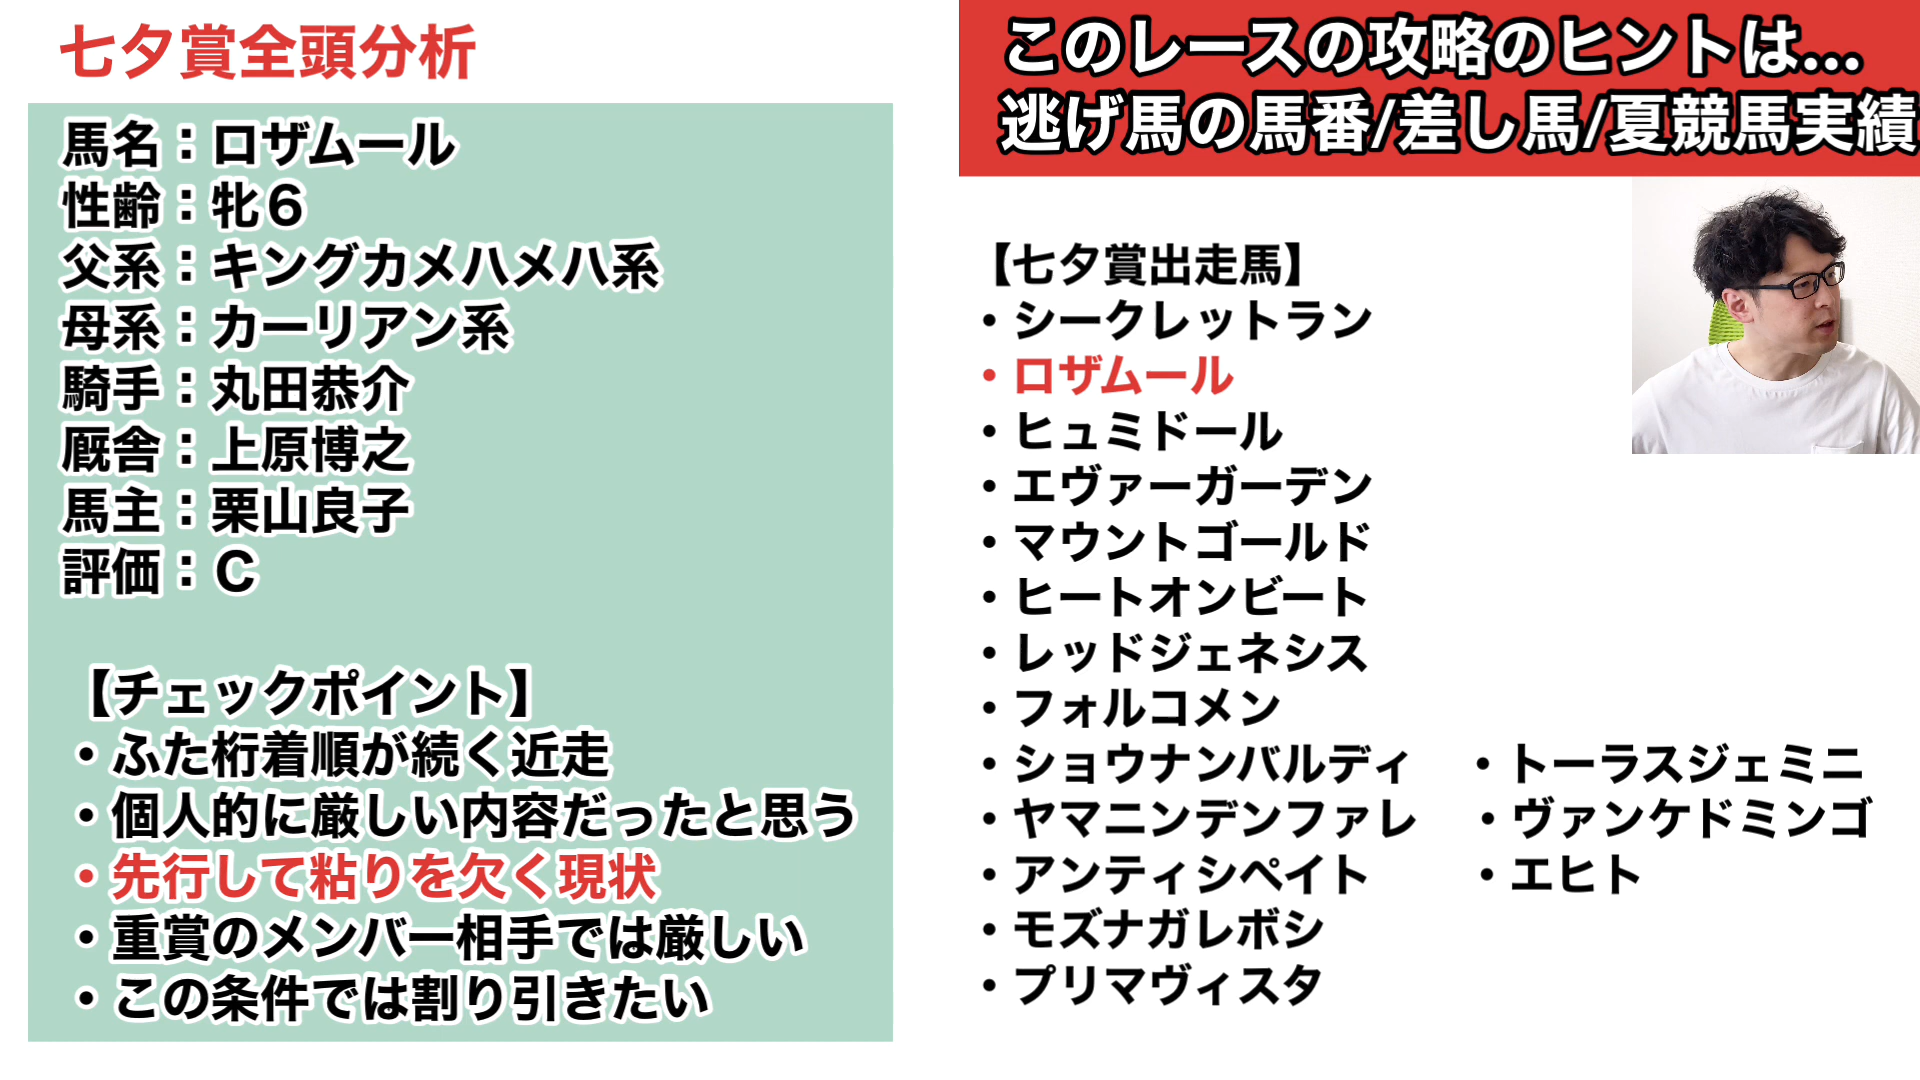 七夕賞全頭分析
馬名：ロザムール
性齢：牝６
父系：キングカメハメハ系
母系：カーリアン系
騎手：丸田恭介
厩舎：上原博之
馬主：栗山良子
評価：Ｃ
【チェックポイント】
・ふた桁着順が続く近走
・個人的に厳しい内容だったと思う
・先行して粘りを欠く現状
・重賞のメンバー相手では厳しい
・この条件では割り引きたい
このレースの攻略のヒントは…
逃げ馬の馬番/差し馬/夏競馬実績
【七夕賞出走馬】
・シークレットラン
・ロザムール
・ヒュミドール
・エヴァーガーデン
・マウントゴールド
・ヒートオンビート
・レッドジェネシス
・フォルコメン
・ショウナンバルディ
・ヤマニンデンファレ
・アンティシペイト
・モズナガレボシ
・プリマヴィスタ
・トーラスジェミニ
・ヴァンケドミンゴ
・エヒト